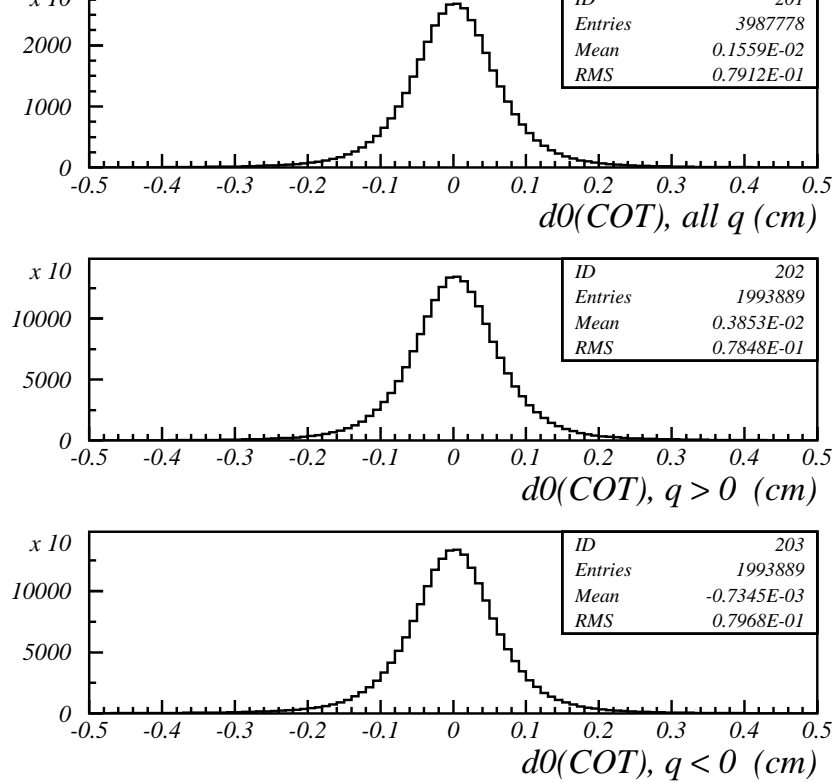 x 10
ID 201
Entries 3987778
Mean 0.1559E-02
RMS 0.7912E-01
2000
1000
0
-0.5 -0.4 -0.3 -0.2 -0.1 0 0.1 0.2 0.3 0.4 0.5
d0(COT), all q (cm)
x 10
ID 202
Entries 1993889
Mean 0.3853E-02
RMS 0.7848E-01
10000
5000
0
-0.5 -0.4 -0.3 -0.2 -0.1 0 0.1 0.2 0.3 0.4 0.5
d0(COT), q > 0 (cm)
x 10
ID 203
Entries 1993889
Mean -0.7345E-03
RMS 0.7968E-01
10000
5000
0
-0.5 -0.4 -0.3 -0.2 -0.1 0 0.1 0.2 0.3 0.4 0.5
d0(COT), q < 0 (cm)